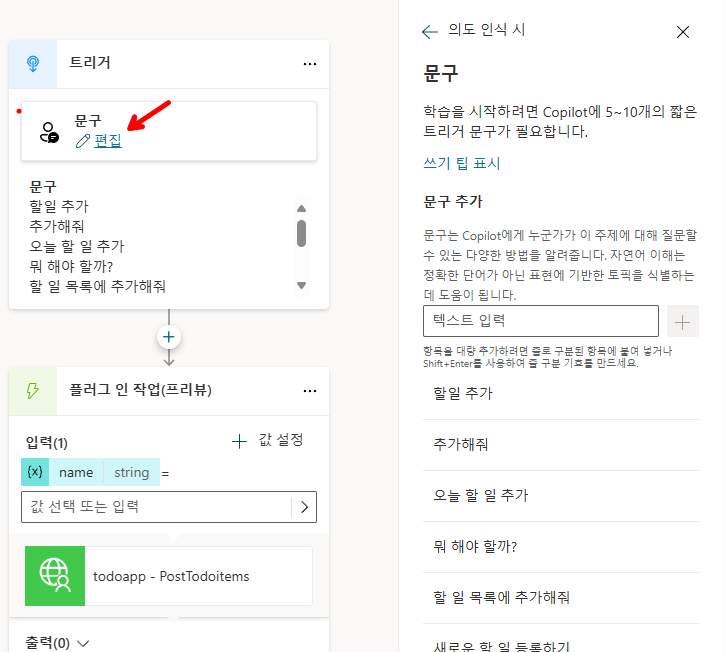 트리거
문구
편집
문구
할일 추가
추가해줘
오늘 할 일 추가
뭐 해야 할까?
할 일 목록에 추가해줘
플러그 인 작업(프리뷰)
입력(1)
값 설정
{x} name string =
값 선택 또는 입력
todoapp - PostTodoitems
출력(0)
의도 인식 시
문구
학습을 시작하려면 Copilot에 5~10개의 짧은
트리거 문구가 필요합니다.
쓰기 팁 표시
문구 추가
문구는 Copilot에게 누군가가 이 주제에 대해 질문할
수 있는 다양한 방법을 알려줍니다. 자연어 이해는
정확한 단어가 아닌 표현에 기반한 토픽을 식별하는
데 도움이 됩니다.
텍스트 입력
항목을 대량 추가하려면 줄로 구분된 항목에 붙여 넣거나
Shift+Enter를 사용하여 줄 구분 기호를 만드세요.
할일 추가
추가해줘
오늘 할 일 추가
뭐 해야 할까?
할 일 목록에 추가해줘
새로운 할 일 등록하기